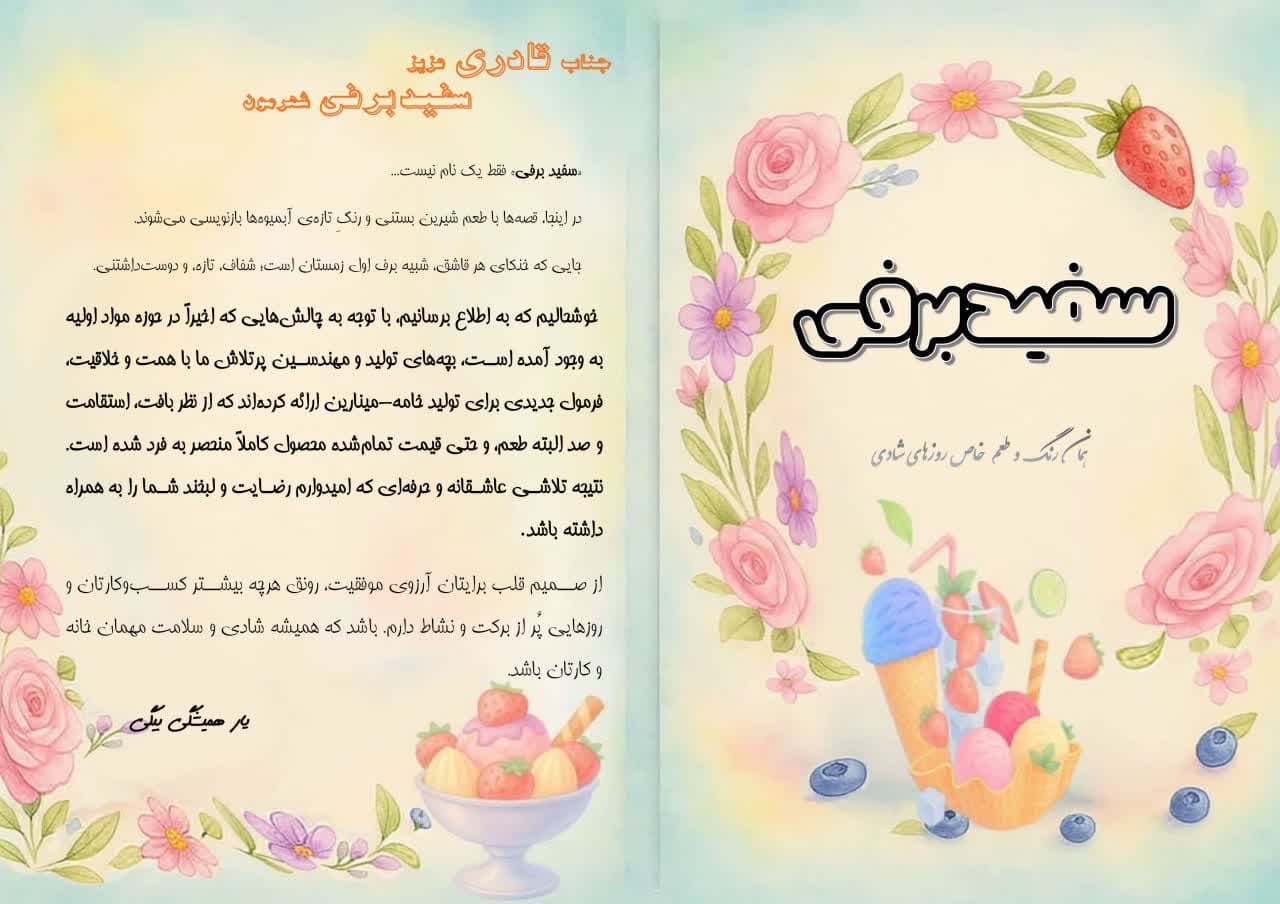 سفیدبرفی
همان رنگ و طعم خاص روزهای شادی
جناب قادری عزیز
سفیدبرفی شهرمون
«سفید برفی» فقط یک نام نیست...
در اینجا، قصه‌ها با طعم شیرین بستنی و رنگِ تازه‌ی آبمیوه‌ها بازنویسی می‌شوند.
جایی که خنکای هر قاشق، شبیه برف اول زمستان است؛ شفاف، تازه، و دوست‌داشتنی.
خوشحالیم که به اطلاع برسانیم، با توجه به چالش‌هایی که اخیراً در حوزه مواد اولیه
به وجود آمده است، بچه‌های تولید و مهندسین پرتلاش ما با همت و خلاقیت،
فرمول جدیدی برای تولید خامه-مینارین ارائه کرده‌اند که از نظر بافت، استقامت
و صد البته طعم، و حتی قیمت تمام‌شده محصول کاملاً منحصر به فرد شده است.
نتیجه تلاشی عاشقانه و حرفه‌ای که امیدوارم رضایت و لبخند شما را به همراه
داشته باشد.
از صمیم قلب برایتان آرزوی موفقیت، رونق هرچه بیشتر کسب‌وکارتان و
روزهایی پُر از برکت و نشاط دارم. باشد که همیشه شادی و سلامت مهمان خانه
و کارتان باشد.
یار همیشگی بیگی